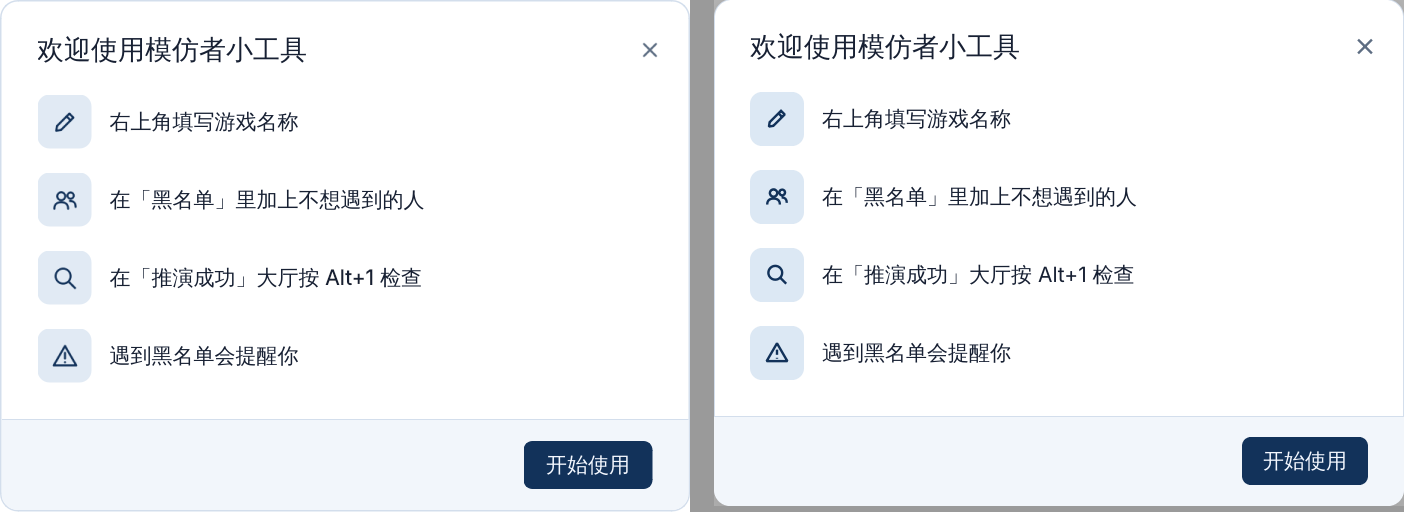 欢迎使用模仿者小工具
右上角填写游戏名称
在「黑名单」里加上不想遇到的人
在「推演成功」大厅按 Alt+1 检查
遇到黑名单会提醒你
开始使用
欢迎使用模仿者小工具
右上角填写游戏名称
在「黑名单」里加上不想遇到的人
在「推演成功」大厅按 Alt+1 检查
遇到黑名单会提醒你
开始使用